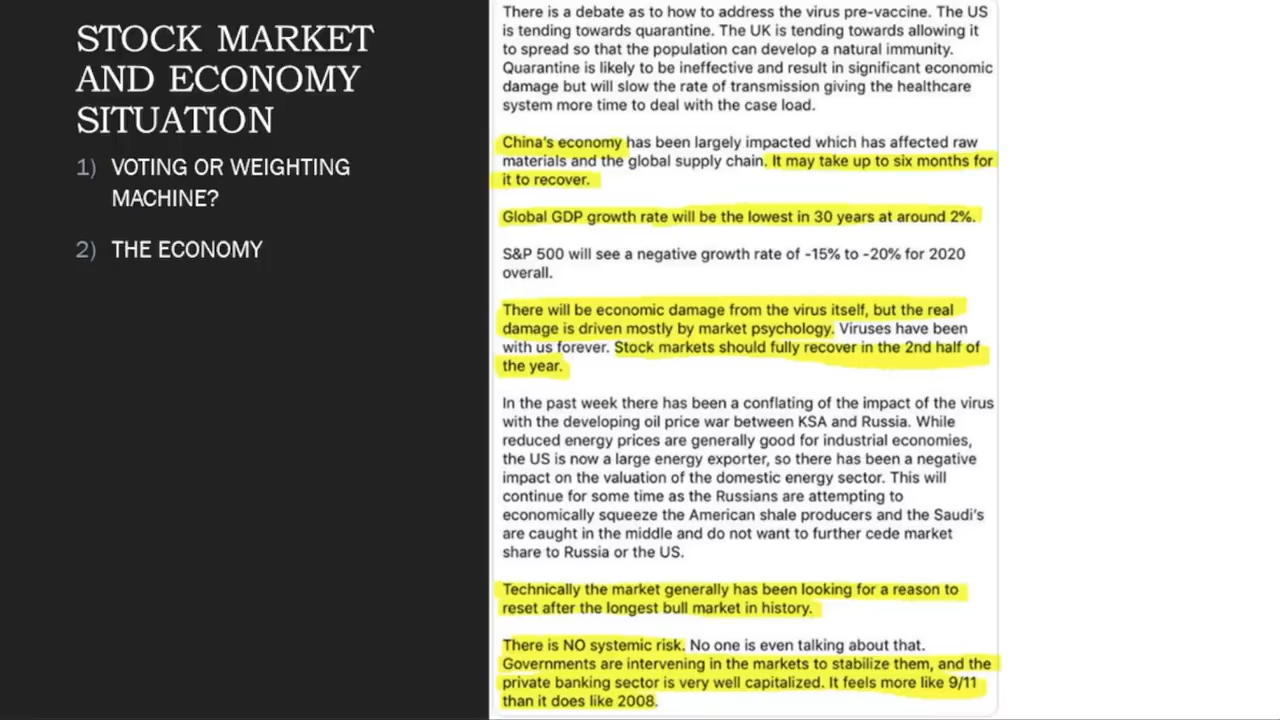 STOCK MARKET
AND ECONOMY
SITUATION
1) VOTING OR WEIGHTING
MACHINE?
2) THE ECONOMY
There is a debate as to how to address the virus pre-vaccine. The US
is tending towards quarantine. The UK is tending towards allowing it
to spread so that the population can develop a natural immunity.
Quarantine is likely to be ineffective and result in significant economic
damage but will slow the rate of transmission giving the healthcare
system more time to deal with the case load.
China's economy has been largely impacted which has affected raw
materials and the global supply chain. It may take up to six months for
it to recover.
Global GDP growth rate will be the lowest in 30 years at around 2%.
S&P 500 will see a negative growth rate of -15% to -20% for 2020
overall.
There will be economic damage from the virus itself, but the real
damage is driven mostly by market psychology. Viruses have been
with us forever. Stock markets should fully recover in the 2nd half of
the year.
In the past week there has been a conflating of the impact of the virus
with the developing oil price war between KSA and Russia. While
reduced energy prices are generally good for industrial economies,
the US is now a large energy exporter, so there has been a negative
impact on the valuation of the domestic energy sector. This will
continue for some time as the Russians are attempting to
economically squeeze the American shale producers and the Saudi's
are caught in the middle and do not want to further cede market
share to Russia or the US.
Technically the market generally has been looking for a reason to
reset after the longest bull market in history.
There is NO systemic risk. No one is even talking about that.
Governments are intervening in the markets to stabilize them, and the
private banking sector is very well capitalized. It feels more like 9/11
than it does like 2008.